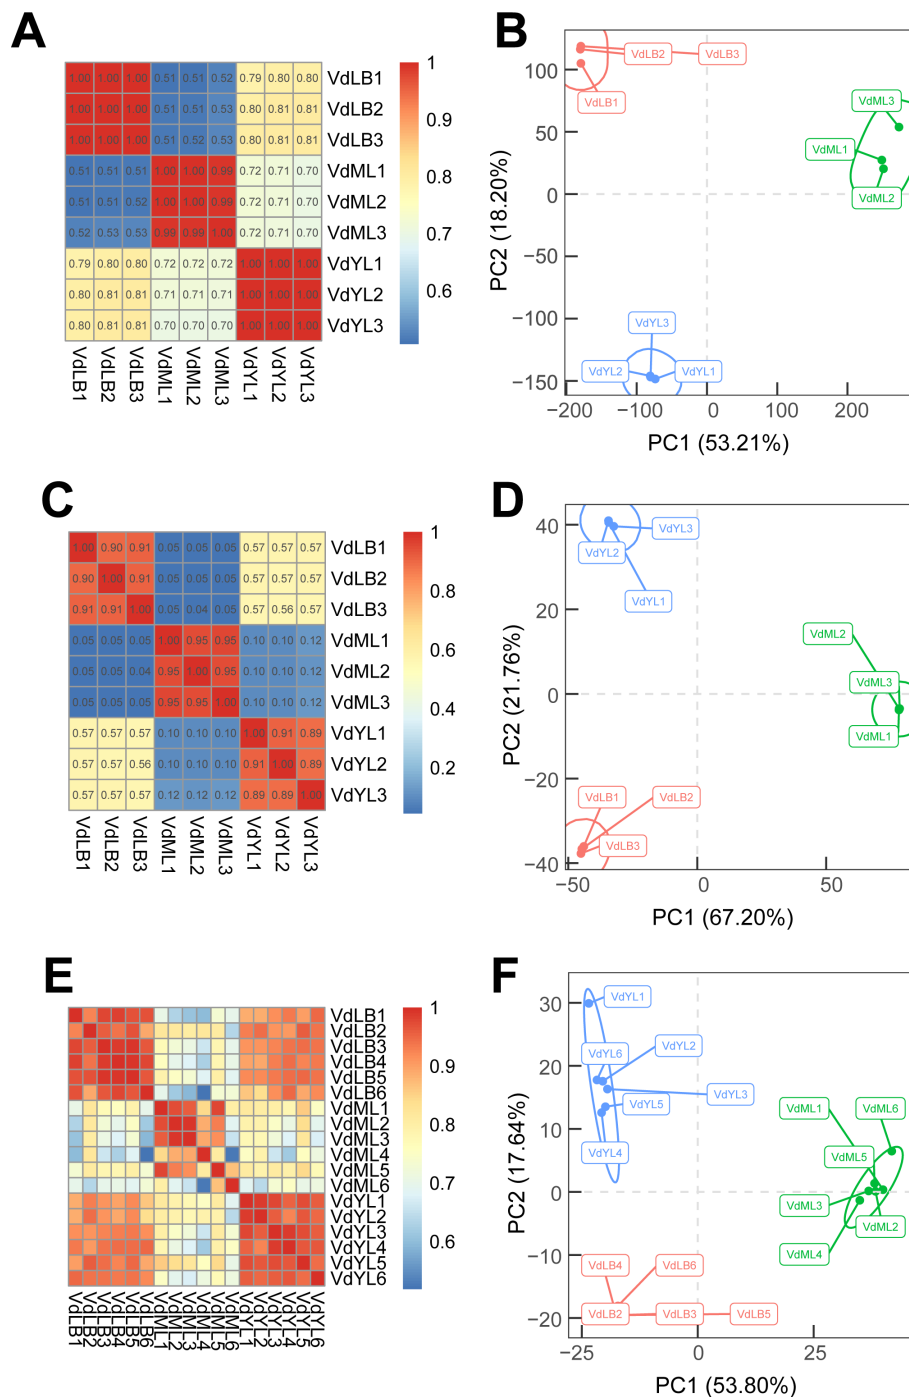 A
1.00 1.00 1.00 0.51 0.51 0.52 0.79 0.80 0.80 VdLB1
1.00 1.00 1.00 0.51 0.51 0.53 0.80 0.81 0.81 VdLB2
1.00 1.00 1.00 0.51 0.52 0.53 0.80 0.81 0.81 VdLB3
0.51 0.51 0.51 1.00 1.00 0.99 0.72 0.71 0.70 VdML1
0.51 0.51 0.52 1.00 1.00 0.99 0.72 0.71 0.70 VdML2
0.52 0.53 0.53 0.99 0.99 1.00 0.72 0.71 0.70 VdML3
0.79 0.80 0.80 0.72 0.72 0.72 1.00 1.00 1.00 VdYL1
0.80 0.81 0.81 0.71 0.71 0.71 1.00 1.00 1.00 VdYL2
0.80 0.81 0.81 0.70 0.70 0.70 1.00 1.00 1.00 VdYL3
VdLB1 VdLB2 VdLB3 VdML1 VdML2 VdML3 VdYL1 VdYL2 VdYL3
1
0.9
0.8
0.7
0.6
B
PC2 (18.20%)
100
50
0
−50
−100
−150
VdLB2 VdLB3
VdLB1
VdML3
VdML1
VdML2
VdYL3
VdYL2 VdYL1
−200 −100 0 100 200
PC1 (53.21%)
C
1.00 0.90 0.91 0.05 0.05 0.05 0.57 0.57 0.57 VdLB1
0.90 1.00 0.91 0.05 0.05 0.05 0.57 0.57 0.57 VdLB2
0.91 0.91 1.00 0.05 0.04 0.05 0.57 0.56 0.57 VdLB3
0.05 0.05 0.05 1.00 0.95 0.95 0.10 0.10 0.12 VdML1
0.05 0.05 0.04 0.95 1.00 0.95 0.10 0.10 0.12 VdML2
0.05 0.05 0.05 0.95 0.95 1.00 0.10 0.10 0.12 VdML3
0.57 0.57 0.57 0.10 0.10 0.10 1.00 0.91 0.89 VdYL1
0.57 0.57 0.56 0.10 0.10 0.10 0.91 1.00 0.89 VdYL2
0.57 0.57 0.57 0.12 0.12 0.12 0.89 0.89 1.00 VdYL3
VdLB1 VdLB2 VdLB3 VdML1 VdML2 VdML3 VdYL1 VdYL2 VdYL3
1
0.8
0.6
0.4
0.2
D
PC2 (21.76%)
40
20
0
−20
−40
VdYL3
VdYL2
VdYL1
VdML2
VdML3
VdML1
VdLB1 VdLB2
VdLB3
−50 0 50
PC1 (67.20%)
E
VdLB1
VdLB2
VdLB3
VdLB4
VdLB5
VdLB6
VdML1
VdML2
VdML3
VdML4
VdML5
VdML6
VdYL1
VdYL2
VdYL3
VdYL4
VdYL5
VdYL6
VdLB1 VdLB2 VdLB3 VdLB4 VdLB5 VdLB6 VdML1 VdML2 VdML3 VdML4 VdML5 VdML6 VdYL1 VdYL2 VdYL3 VdYL4 VdYL5 VdYL6
1
0.9
0.8
0.7
0.6
F
PC2 (17.64%)
30
20
10
0
−10
−20
VdYL1
VdYL6 VdYL2
VdYL3
VdYL5
VdYL4
VdML1 VdML6
VdML5
VdML3
VdML2
VdML4
VdLB4 VdLB6
VdLB2 VdLB3 VdLB5
−25 0 25
PC1 (53.80%)